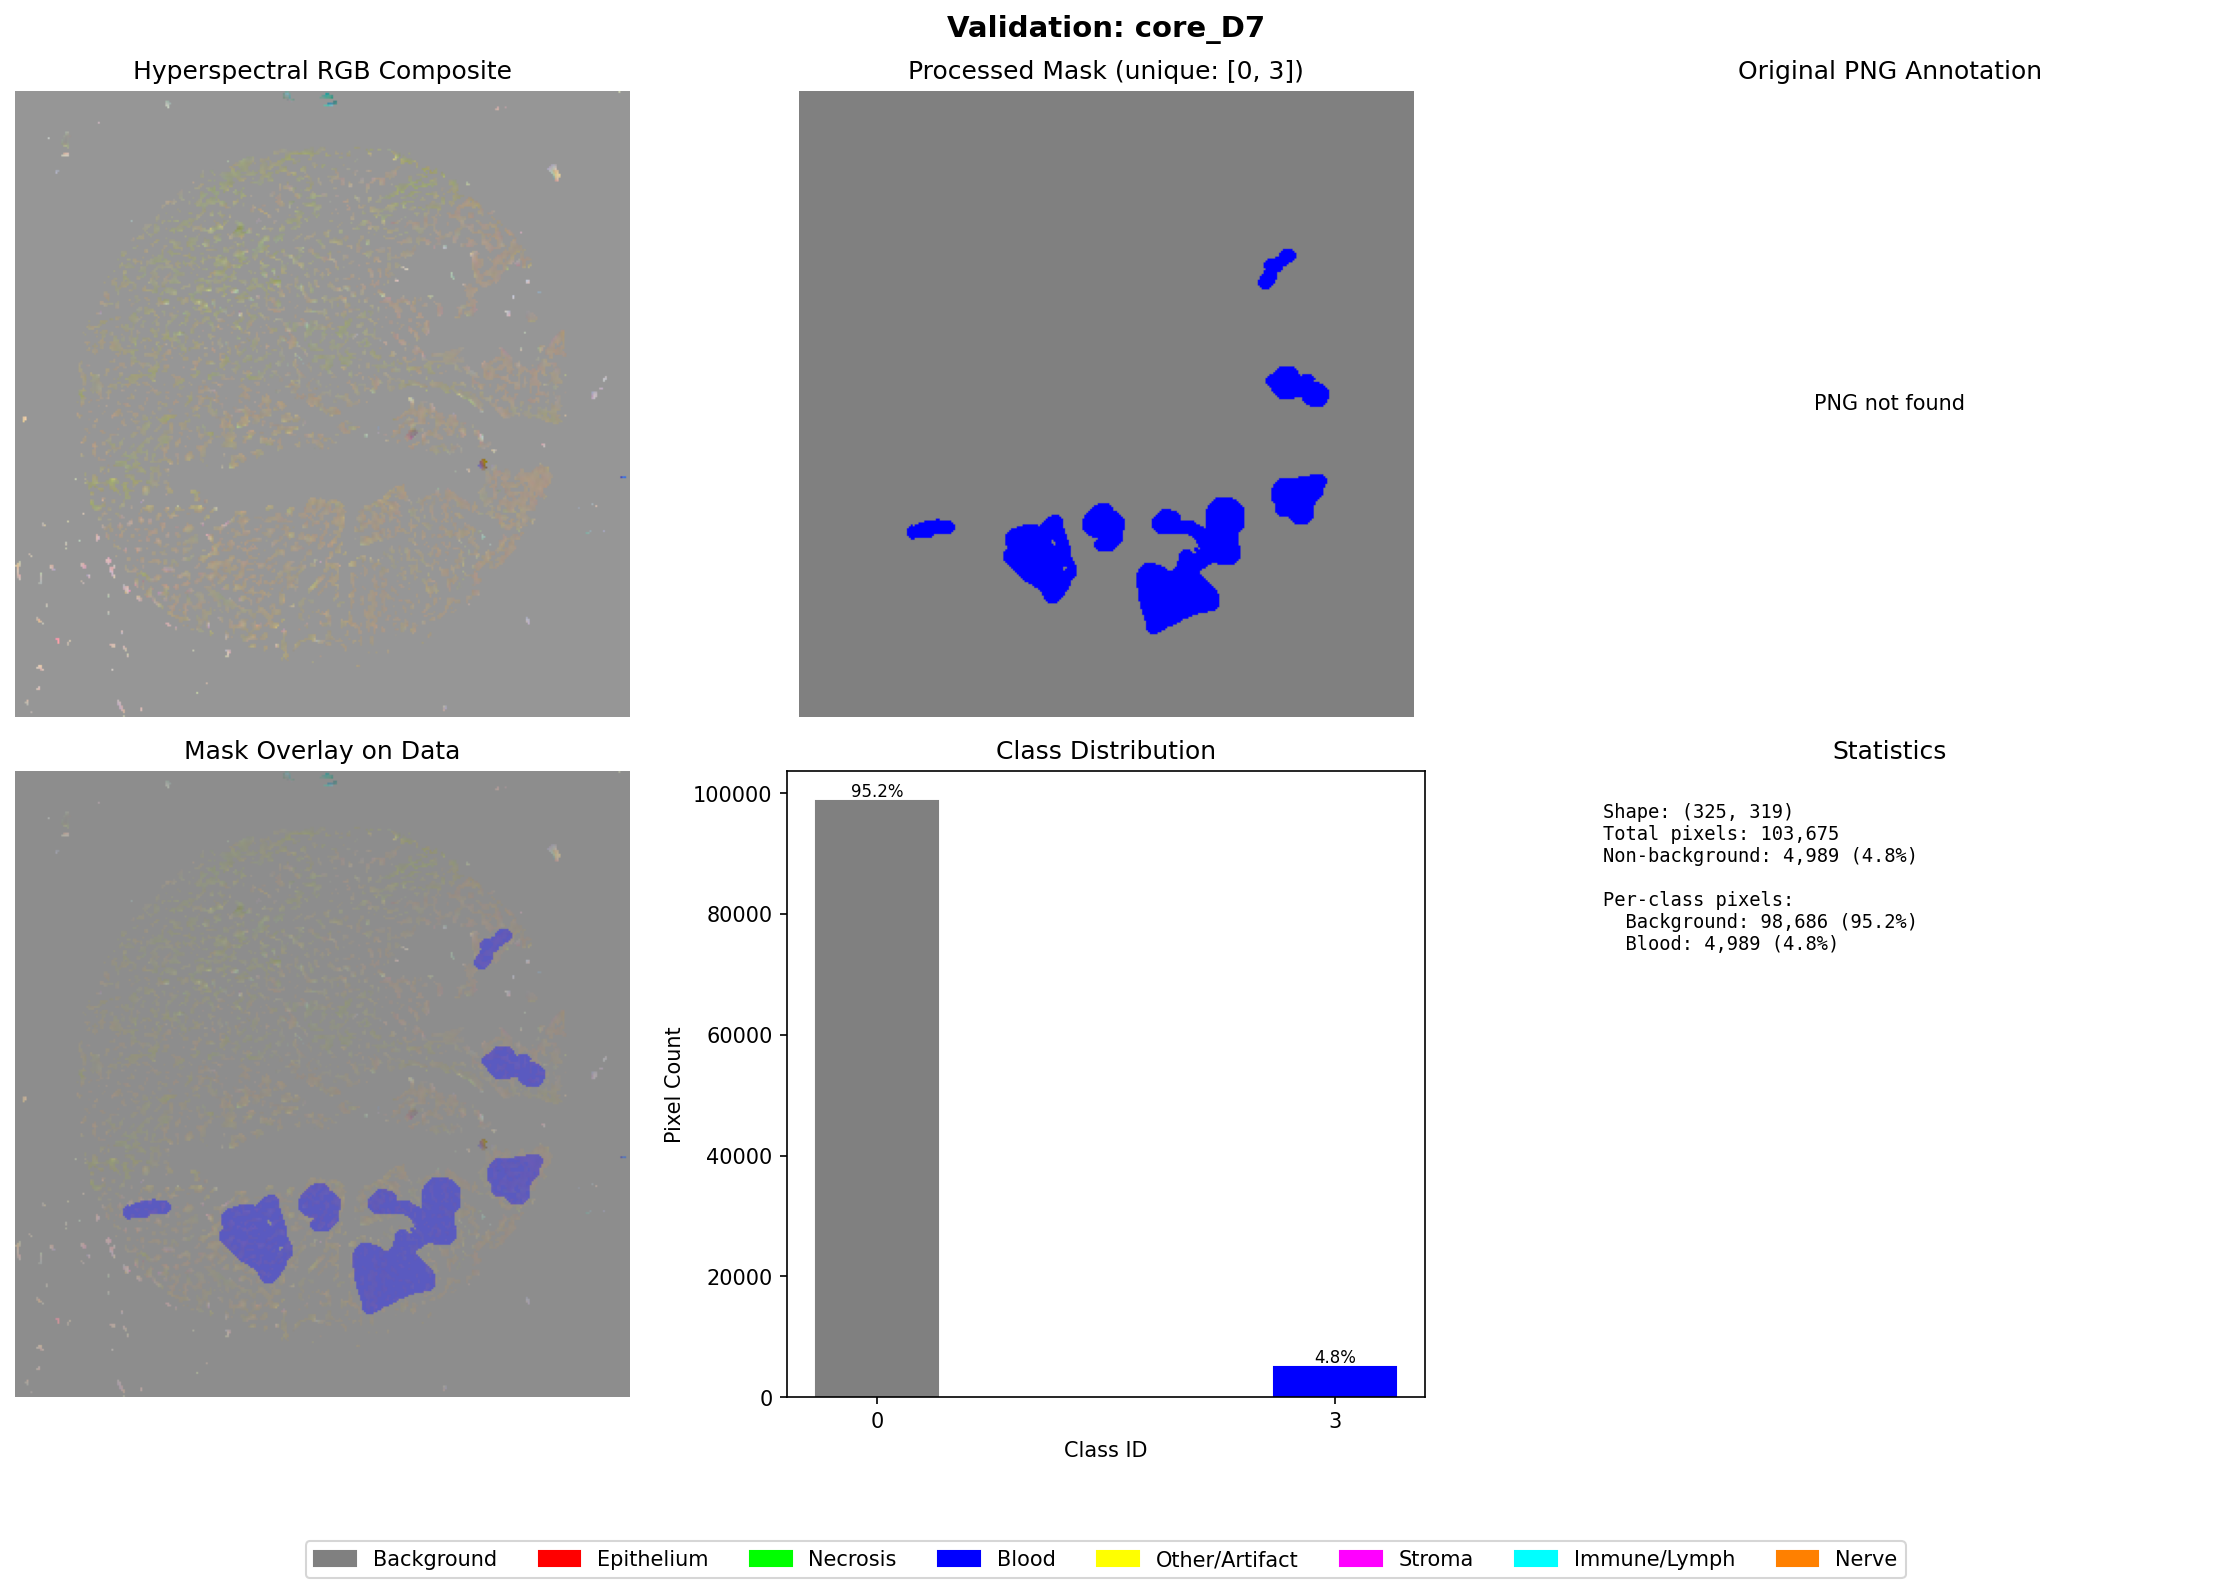 Validation: core_D7
Hyperspectral RGB Composite
Processed Mask (unique: [0, 3])
Original PNG Annotation
PNG not found
Mask Overlay on Data
Class Distribution
100000
80000
60000
40000
20000
0
Pixel Count
95.2%
4.8%
0
3
Class ID
Statistics
Shape: (325, 319)
Total pixels: 103,675
Non-background: 4,989 (4.8%)
Per-class pixels:
Background: 98,686 (95.2%)
Blood: 4,989 (4.8%)
Background Epithelium Necrosis Blood Other/Artifact Stroma Immune/Lymph Nerve